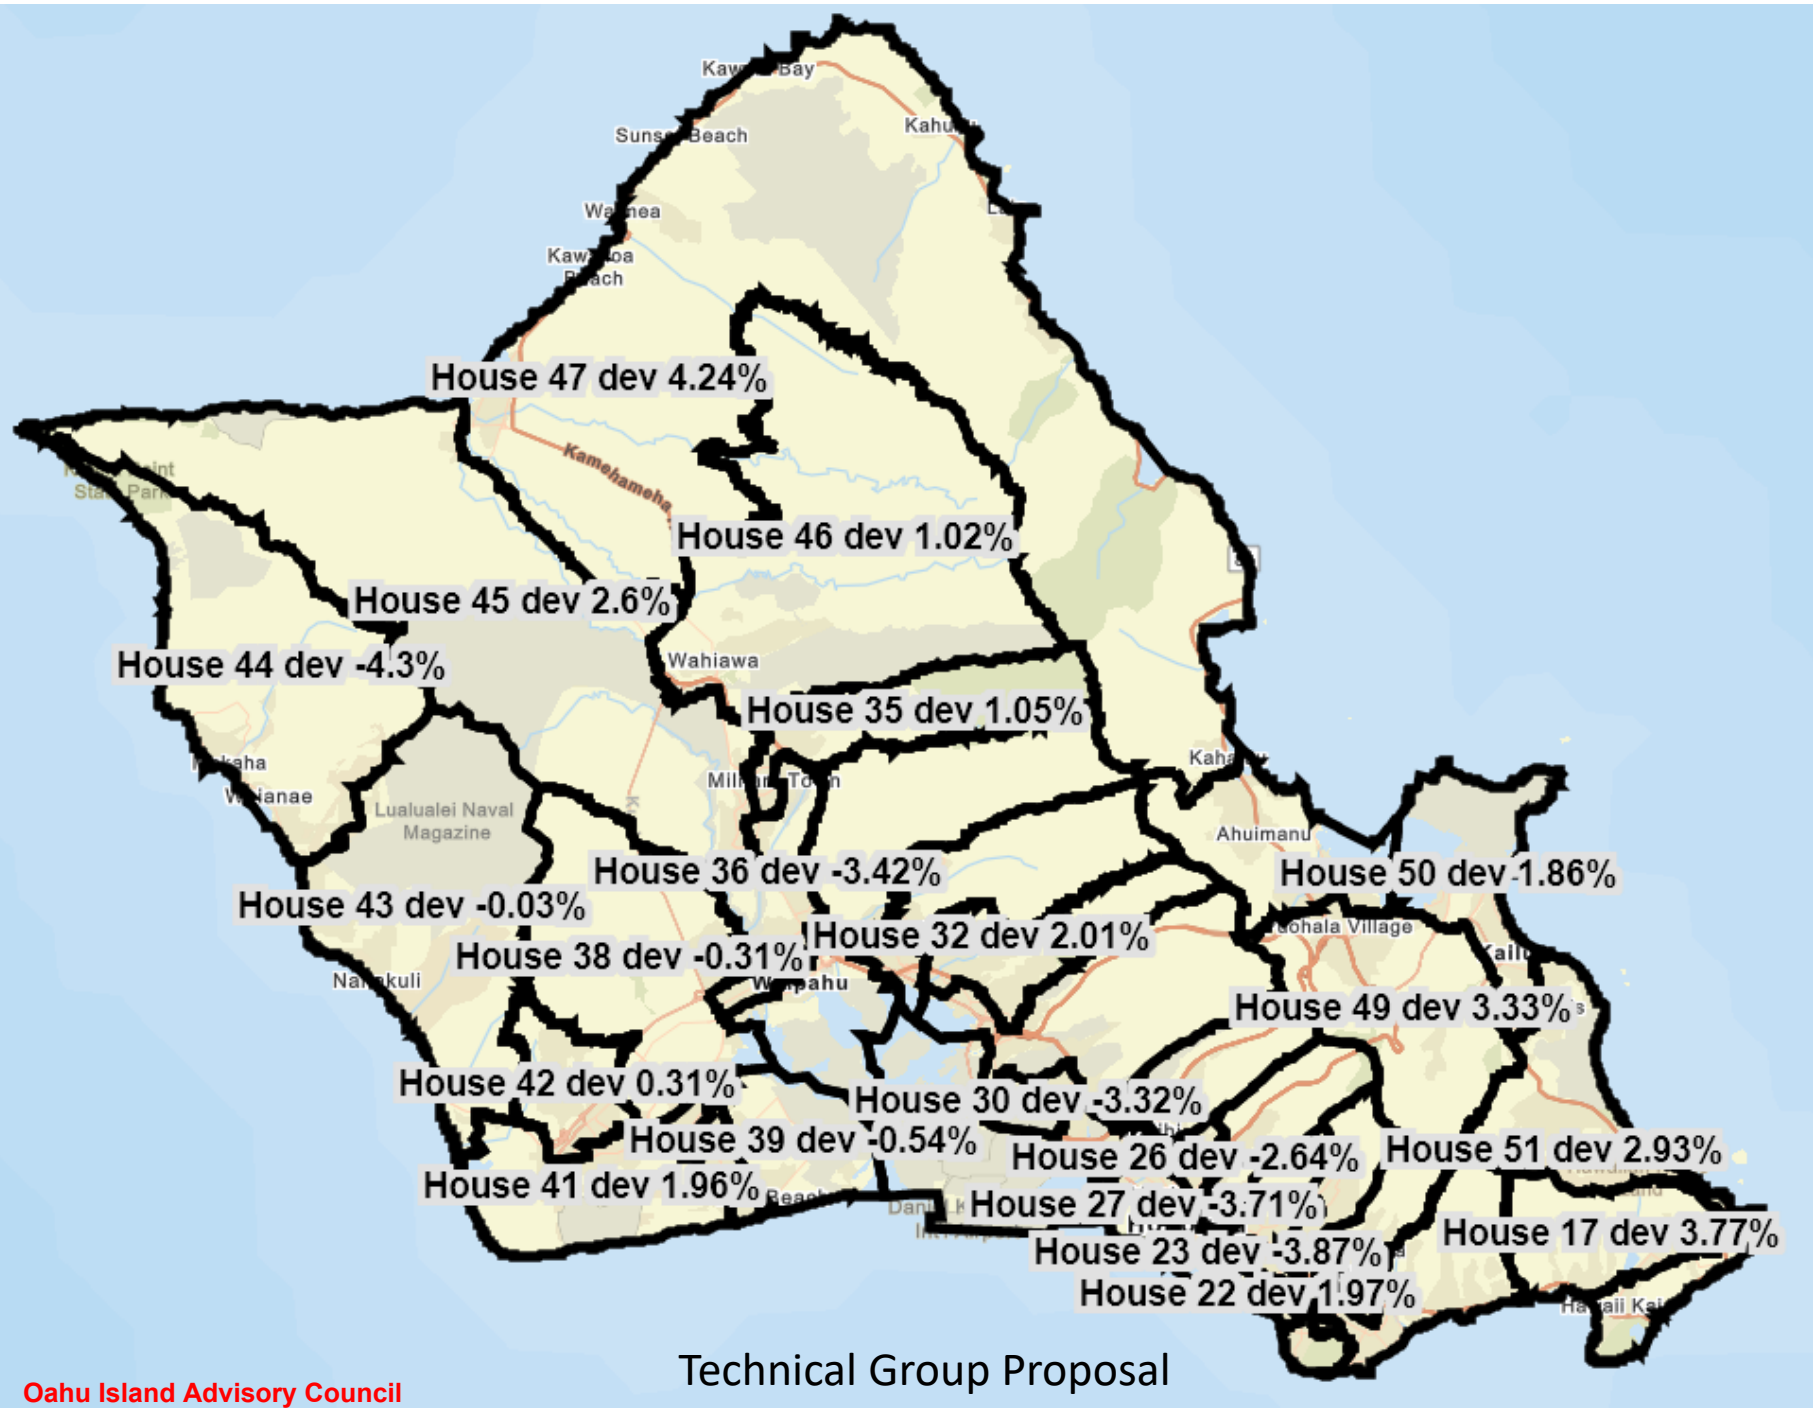 Sunset Beach
House 47 dev 4.24%
Kamehameha
House 46 dev 1.02%
House 45 dev 2.6%
House 44 dev -4.3%
Wahiawa
House 35 dev 1.05%
Lualualei Naval
Magazine
Ahuimanu
House 36 dev -3.42%
House 50 dev 1.86%
House 43 dev -0.03%
House 32 dev 2.01%
House 38 dev -0.31%
Village
House 49 dev 3.33%
House 42 dev 0.31%
House 30 dev -3.32%
House 39 dev -0.54%
House 26 dev -2.64%
House 51 dev 2.93%
House 41 dev 1.96%
House 27 dev -3.71%
House 17 dev 3.77%
House 23 dev -3.87%
House 22 dev 1.97%
Technical Group Proposal
Oahu Island Advisory Council